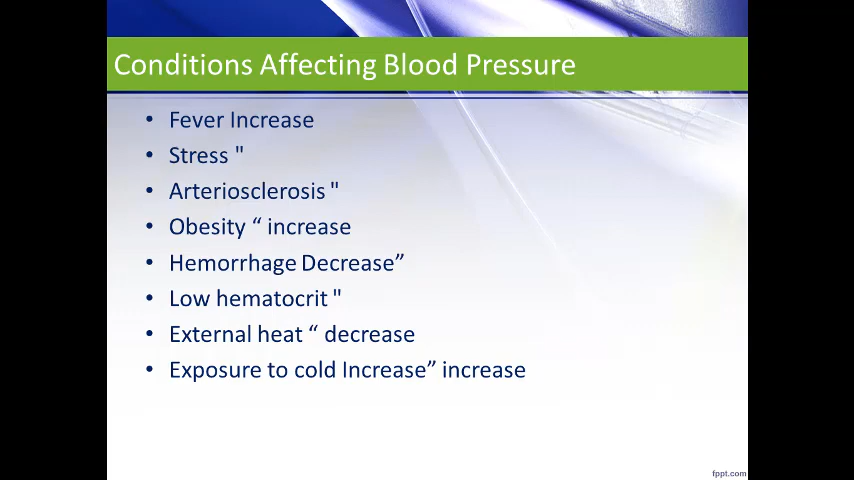 Conditions Affecting Blood Pressure
• Fever Increase
• Stress "
• Arteriosclerosis "
• Obesity “ increase
• Hemorrhage Decrease”
• Low hematocrit "
• External heat “ decrease
• Exposure to cold Increase” increase
fppt.com